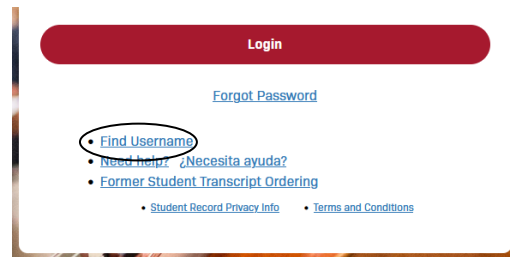 Login
Forgot Password
• Find Username
• Need help? ¿Necesita ayuda?
• Former Student Transcript Ordering
• Student Record Privacy Info • Terms and Conditions